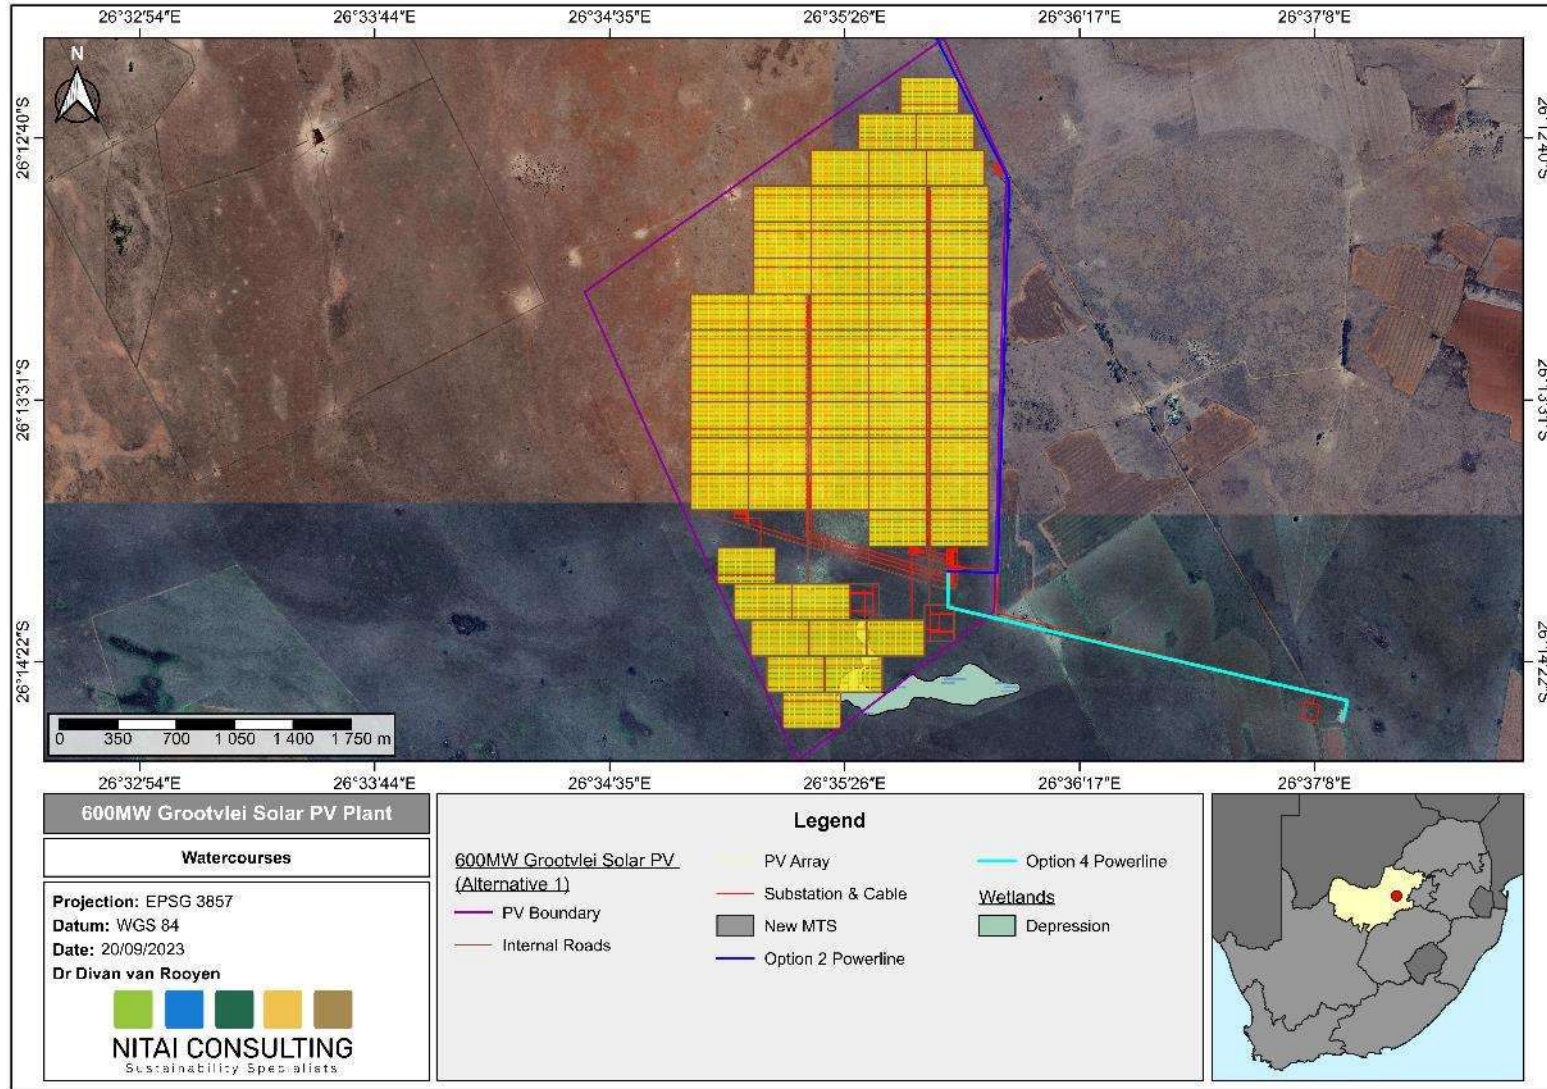 26°32'54"E 26°33'44"E 26°34'35"E 26°35'26"E 26°36'17"E 26°37'8"E
N
26°12'40"S 26°12'40"S
26°13'31"S 26°13'31"S
26°14'22"S 26°14'22"S
0 350 700 1 050 1 400 1 750 m
26°32'54"E 26°33'44"E 26°34'35"E 26°35'26"E 26°36'17"E 26°37'8"E
600MW Grootvlei Solar PV Plant
Watercourses
Projection: EPSG 3857
Datum: WGS 84
Date: 20/09/2023
Dr Divan van Rooyen
NITAI CONSULTING
Sustainability Specialists
Legend
600MW Grootvlei Solar PV
(Alternative 1)
PV Boundary
Internal Roads
PV Array
Substation & Cable
New MTS
Option 2 Powerline
Option 4 Powerline
Wetlands
Depression